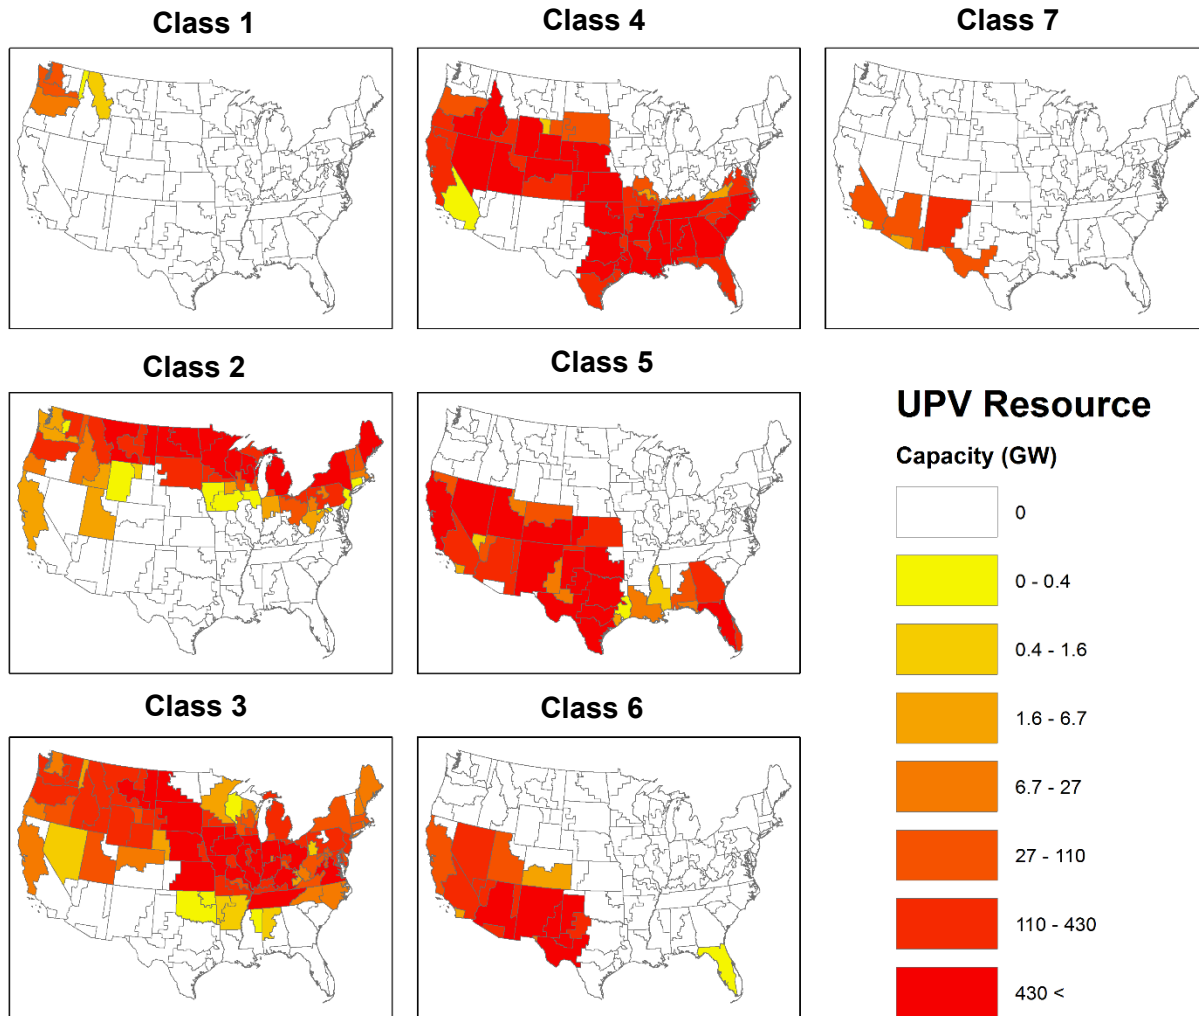 Class 1
Class 4
Class 7
Class 2
Class 5
UPV Resource
Capacity (GW)
0
0 - 0.4
0.4 - 1.6
1.6 - 6.7
6.7 - 27
27 - 110
110 - 430
430 <
Class 3
Class 6